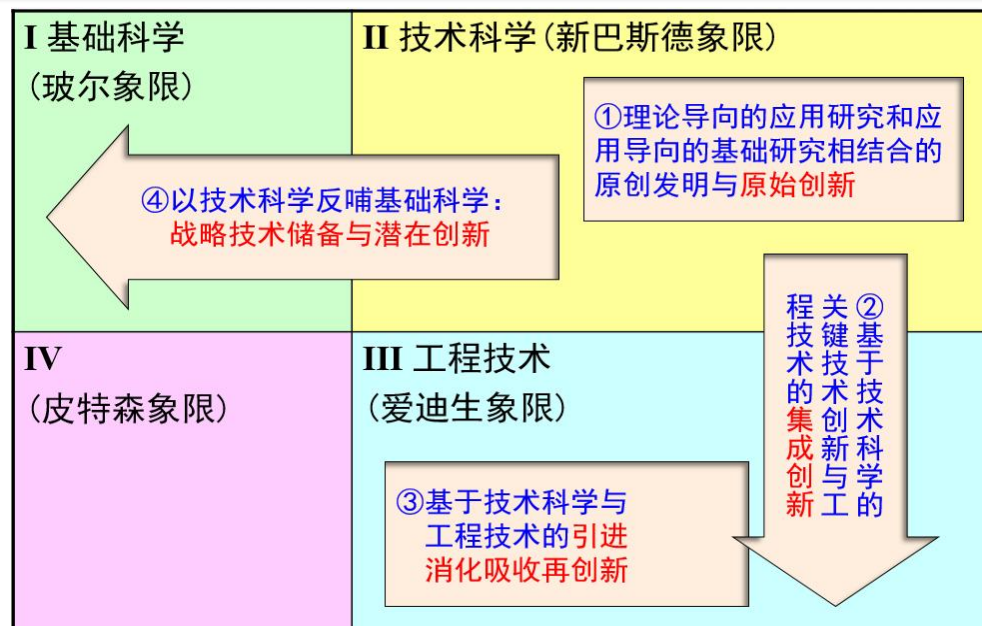 I 基础科学
(玻尔象限)
II 技术科学(新巴斯德象限)
①理论导向的应用研究和应
用导向的基础研究相结合的
原创发明与原始创新
④以技术科学反哺基础科学：
战略技术储备与潜在创新
②基于技术科学的
关键技术创新与工
程技术的集成创新
IV
(皮特森象限)
III 工程技术
(爱迪生象限)
③基于技术科学与
工程技术的引进
消化吸收再创新